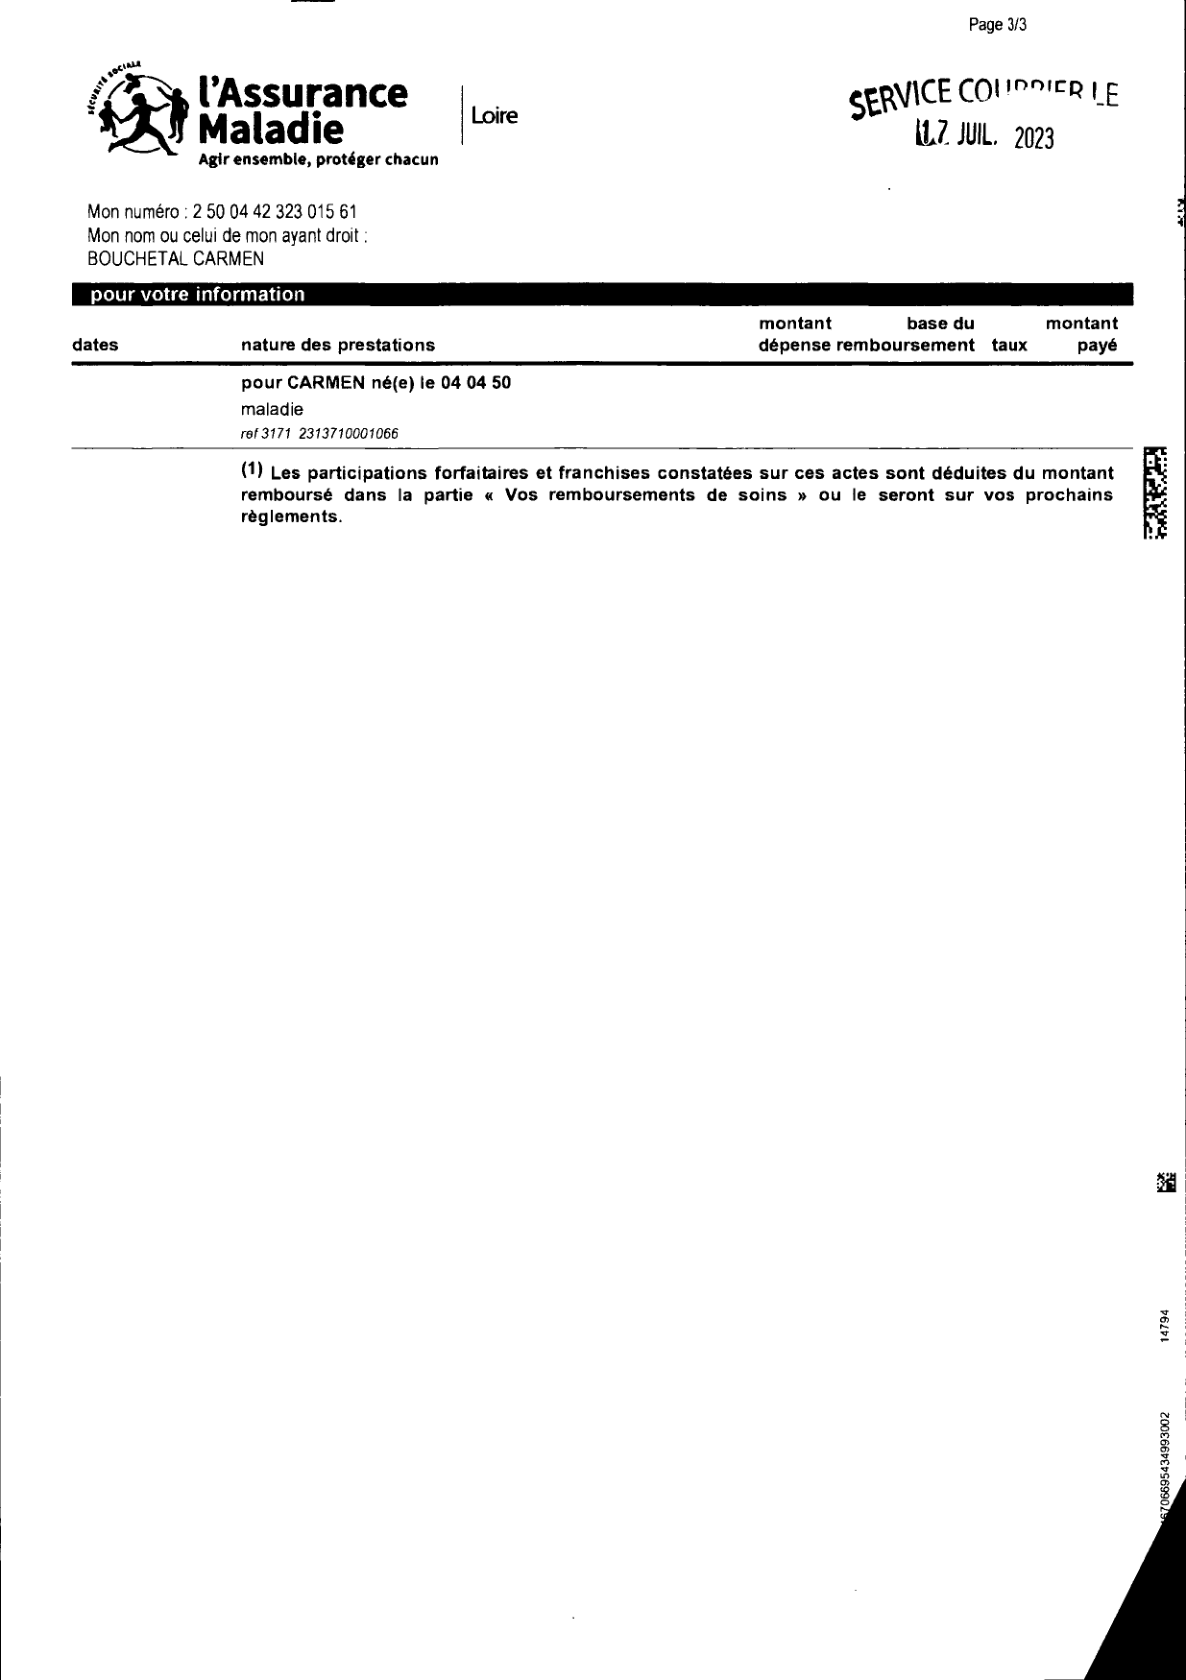 Page 3/3
SÉCURITÉ SOCIALE
l'Assurance
Maladie
Agir ensemble, protéger chacun
Loire
SERVICE COURRIER LE
17 JUIL. 2023
Mon numéro : 2 50 04 42 323 015 61
Mon nom ou celui de mon ayant droit :
BOUCHETAL CARMEN
pour votre information
montant base du montant
dates nature des prestations dépense remboursement taux payé
pour CARMEN né(e) le 04 04 50
maladie
ref 3171 2313710001066
(1) Les participations forfaitaires et franchises constatées sur ces actes sont déduites du montant
remboursé dans la partie « Vos remboursements de soins » ou le seront sur vos prochains
règlements.
14794